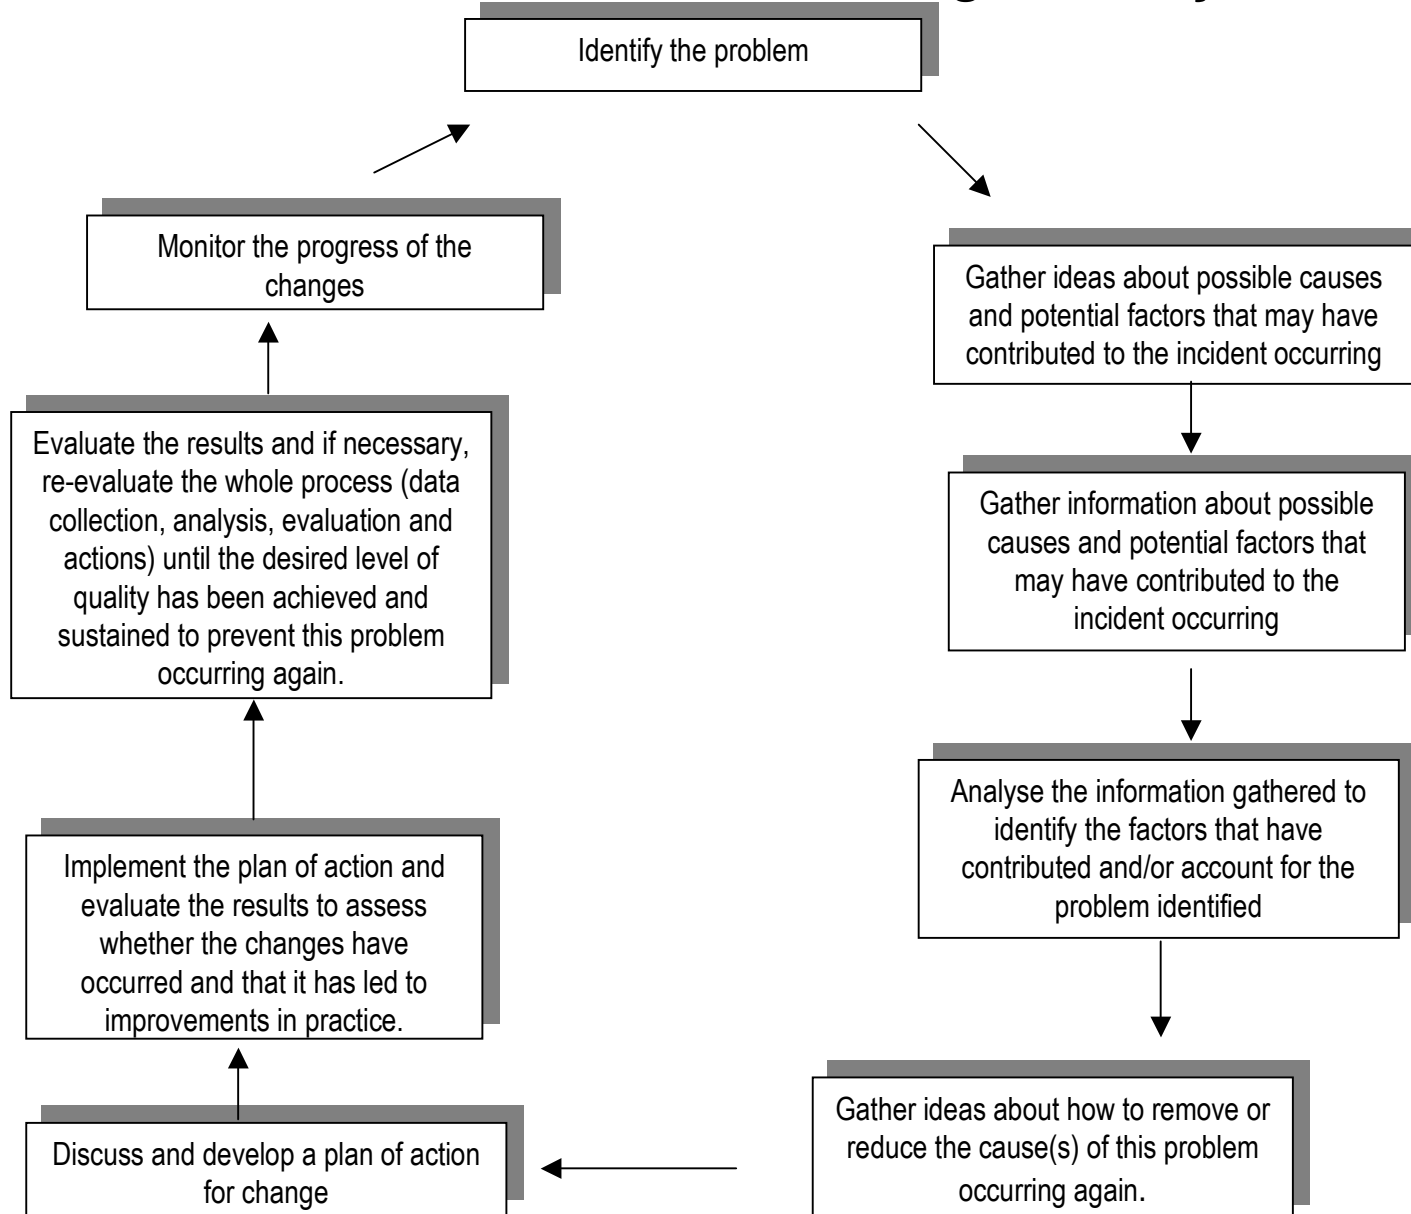 Identify the problem
Gather ideas about possible causes
and potential factors that may have
contributed to the incident occurring
Gather information about possible
causes and potential factors that
may have contributed to the
incident occurring
Analyse the information gathered to
identify the factors that have
contributed and/or account for the
problem identified
Gather ideas about how to remove or
reduce the cause(s) of this problem
occurring again.
Discuss and develop a plan of action
for change
Implement the plan of action and
evaluate the results to assess
whether the changes have
occurred and that it has led to
improvements in practice.
Evaluate the results and if necessary,
re-evaluate the whole process (data
collection, analysis, evaluation and
actions) until the desired level of
quality has been achieved and
sustained to prevent this problem
occurring again.
Monitor the progress of the
changes